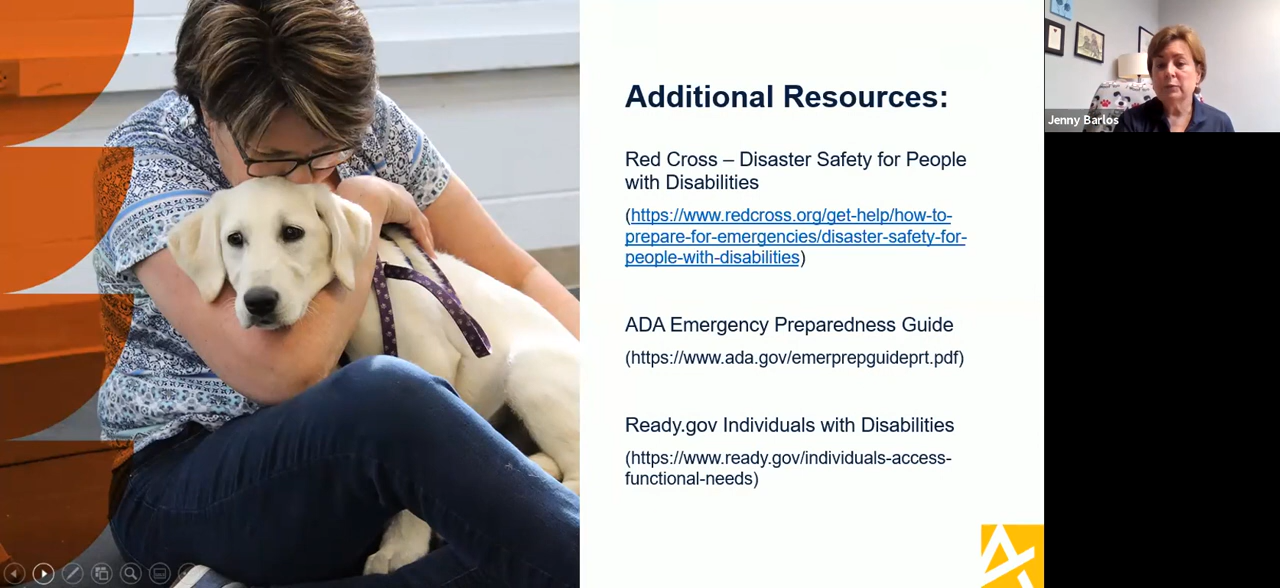 Additional Resources:
Red Cross – Disaster Safety for People
with Disabilities
(https://www.redcross.org/get-help/how-to-
prepare-for-emergencies/disaster-safety-for-
people-with-disabilities)
ADA Emergency Preparedness Guide
(https://www.ada.gov/emerprepguideprt.pdf)
Ready.gov Individuals with Disabilities
(https://www.ready.gov/individuals-access-
functional-needs)
Jenny Barlos